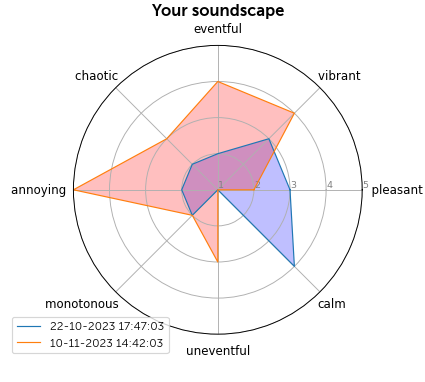 Your soundscape
eventful
chaotic
vibrant
annoying
1 2 3 4 5
pleasant
monotonous
calm
uneventful
22-10-2023 17:47:03
10-11-2023 14:42:03